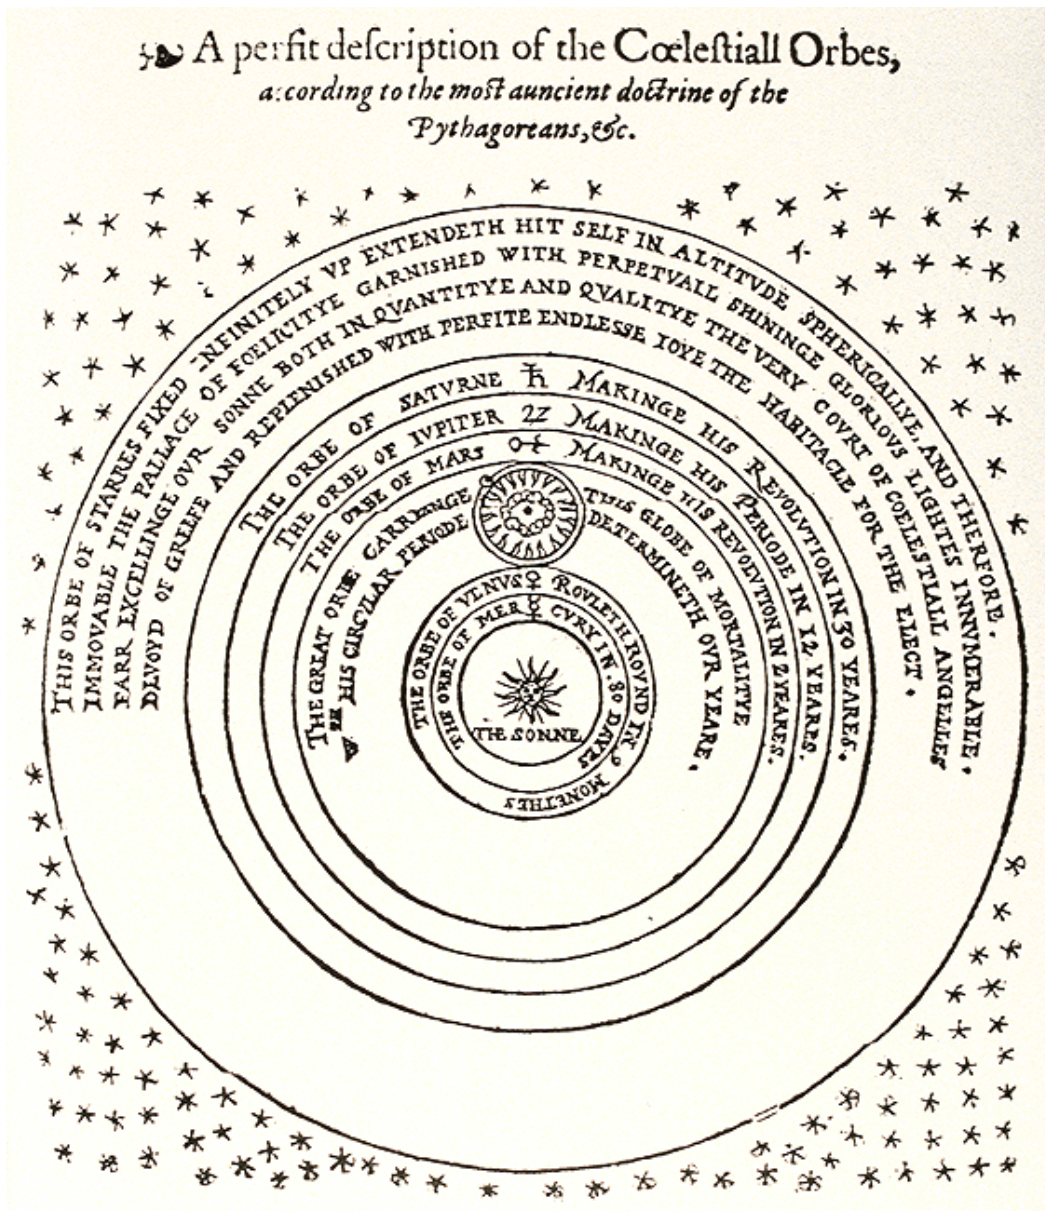 A perfit deſcription of the Cœleſtiall Orbes,
according to the moſt auncient doctrine of the
Pythagoreans, &c.
THIS ORBE OF STARRES FIXED INFINITELY VP EXTENDETH HIT SELF IN ALTITVDE SPHERICALLYE, AND THERFORE.
IMMOVABLE THE PALLACE OF FOELICITYE GARNISHED WITH PERPETVALL SHININGE GLORIOVS LIGHTES INNVMERABLE.
FARR EXCELLINGE OVR SONNE BOTH IN QVANTITYE AND QVALITYE THE VERY COVRT OF COELESTIALL ANGELLES
DEVOYD OF GREEFE AND REPLENISHED WITH PERFITE ENDLESSE IOYE THE HABITACLE FOR THE ELECT.
THE ORBE OF SATVRNE ♄ MAKINGE HIS REVOLVTION IN 30 YEARES.
THE ORBE OF IVPITER ♃ MAKINGE HIS PERIODE IN 12 YEARES.
THE ORBE OF MARS ♂ MAKINGE HIS REVOLVTION IN 2 YEARES.
THE GREAT ORBE CARREINGE THIS GLOBE OF MORTALITYE
HIS CIRCVLAR PERIODE DETERMINETH OVR YEARE.
THE ORBE OF VENVS ♀ ROVLETH ROVND IN 9 MONETHES
THE ORBE OF MER ☿ CVRY IN. 80 DAYES
THE SONNE